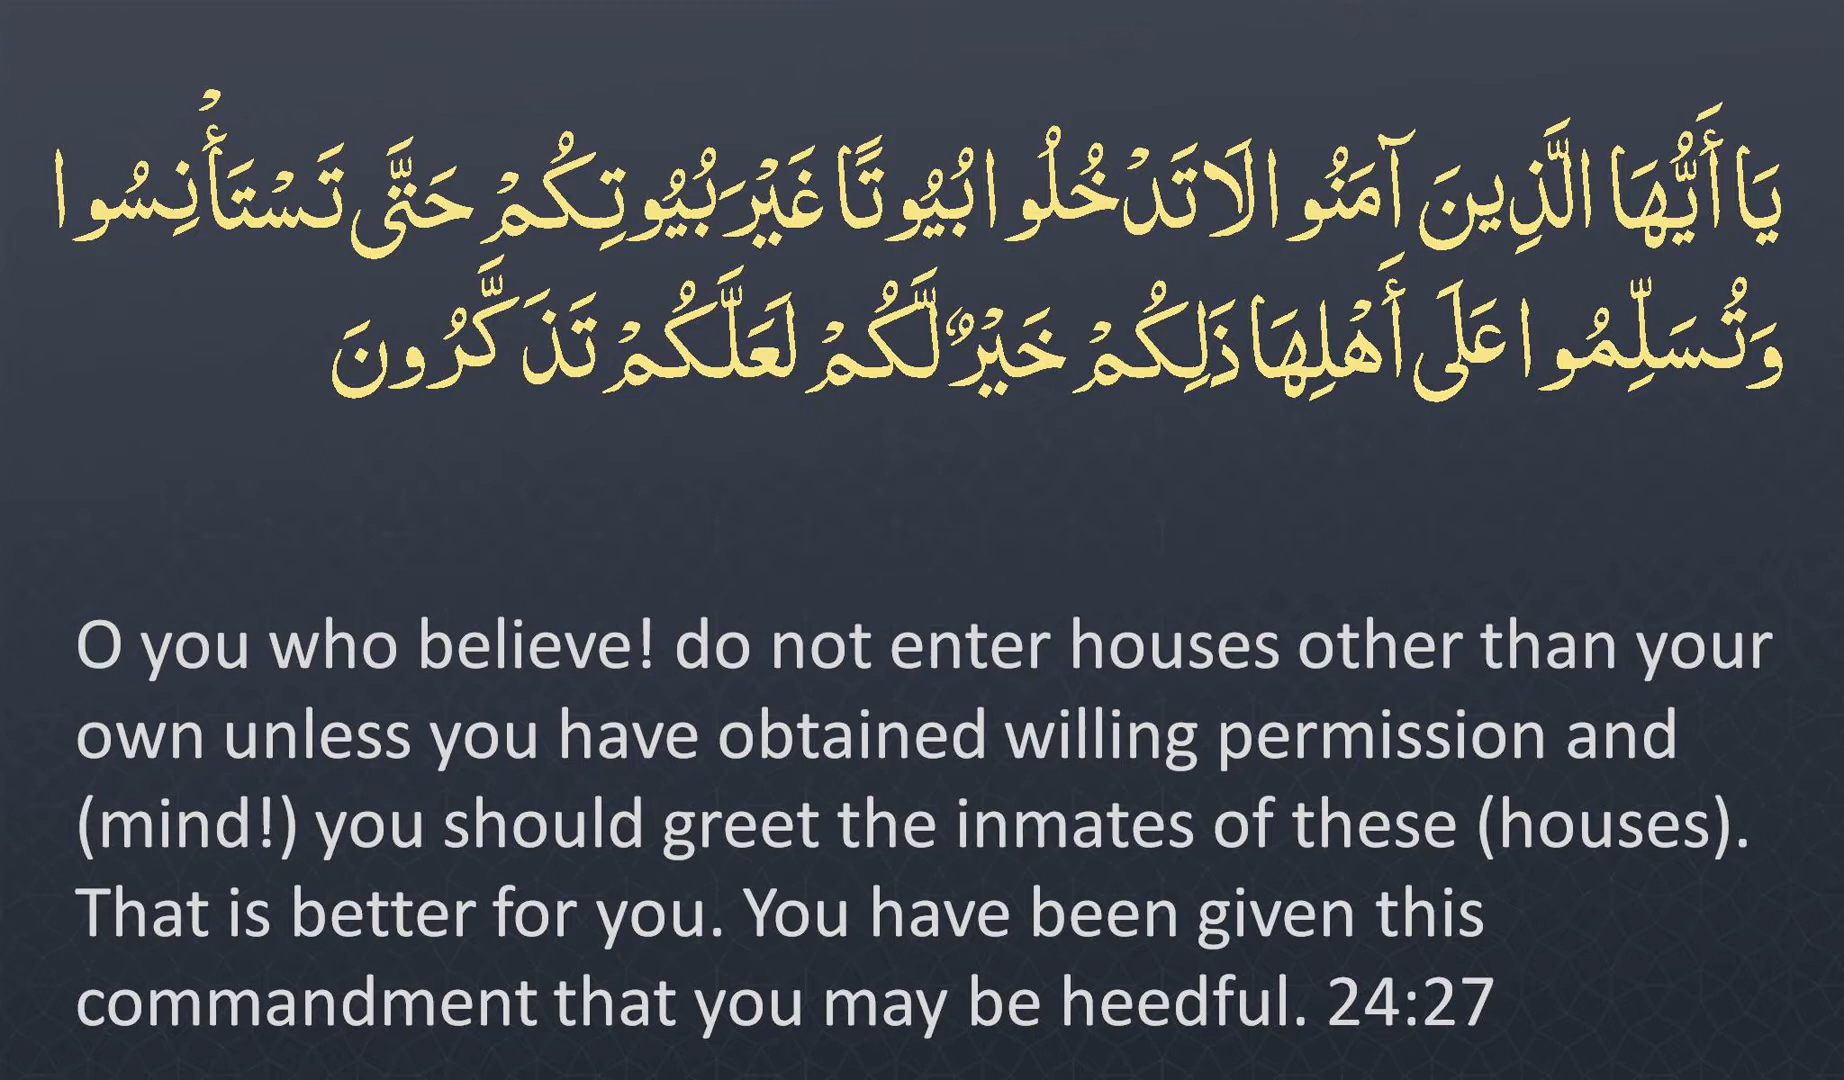 يَا أَيُّهَا الَّذِينَ آمَنُوا لَا تَدْخُلُوا بُيُوتًا غَيْرَ بُيُوتِكُمْ حَتَّى تَسْتَأْنِسُوا
وَتُسَلِّمُوا عَلَى أَهْلِهَا ذَلِكُمْ خَيْرٌ لَّكُمْ لَعَلَّكُمْ تَذَكَّرُونَ
O you who believe! do not enter houses other than your
own unless you have obtained willing permission and
(mind!) you should greet the inmates of these (houses).
That is better for you. You have been given this
commandment that you may be heedful. 24:27